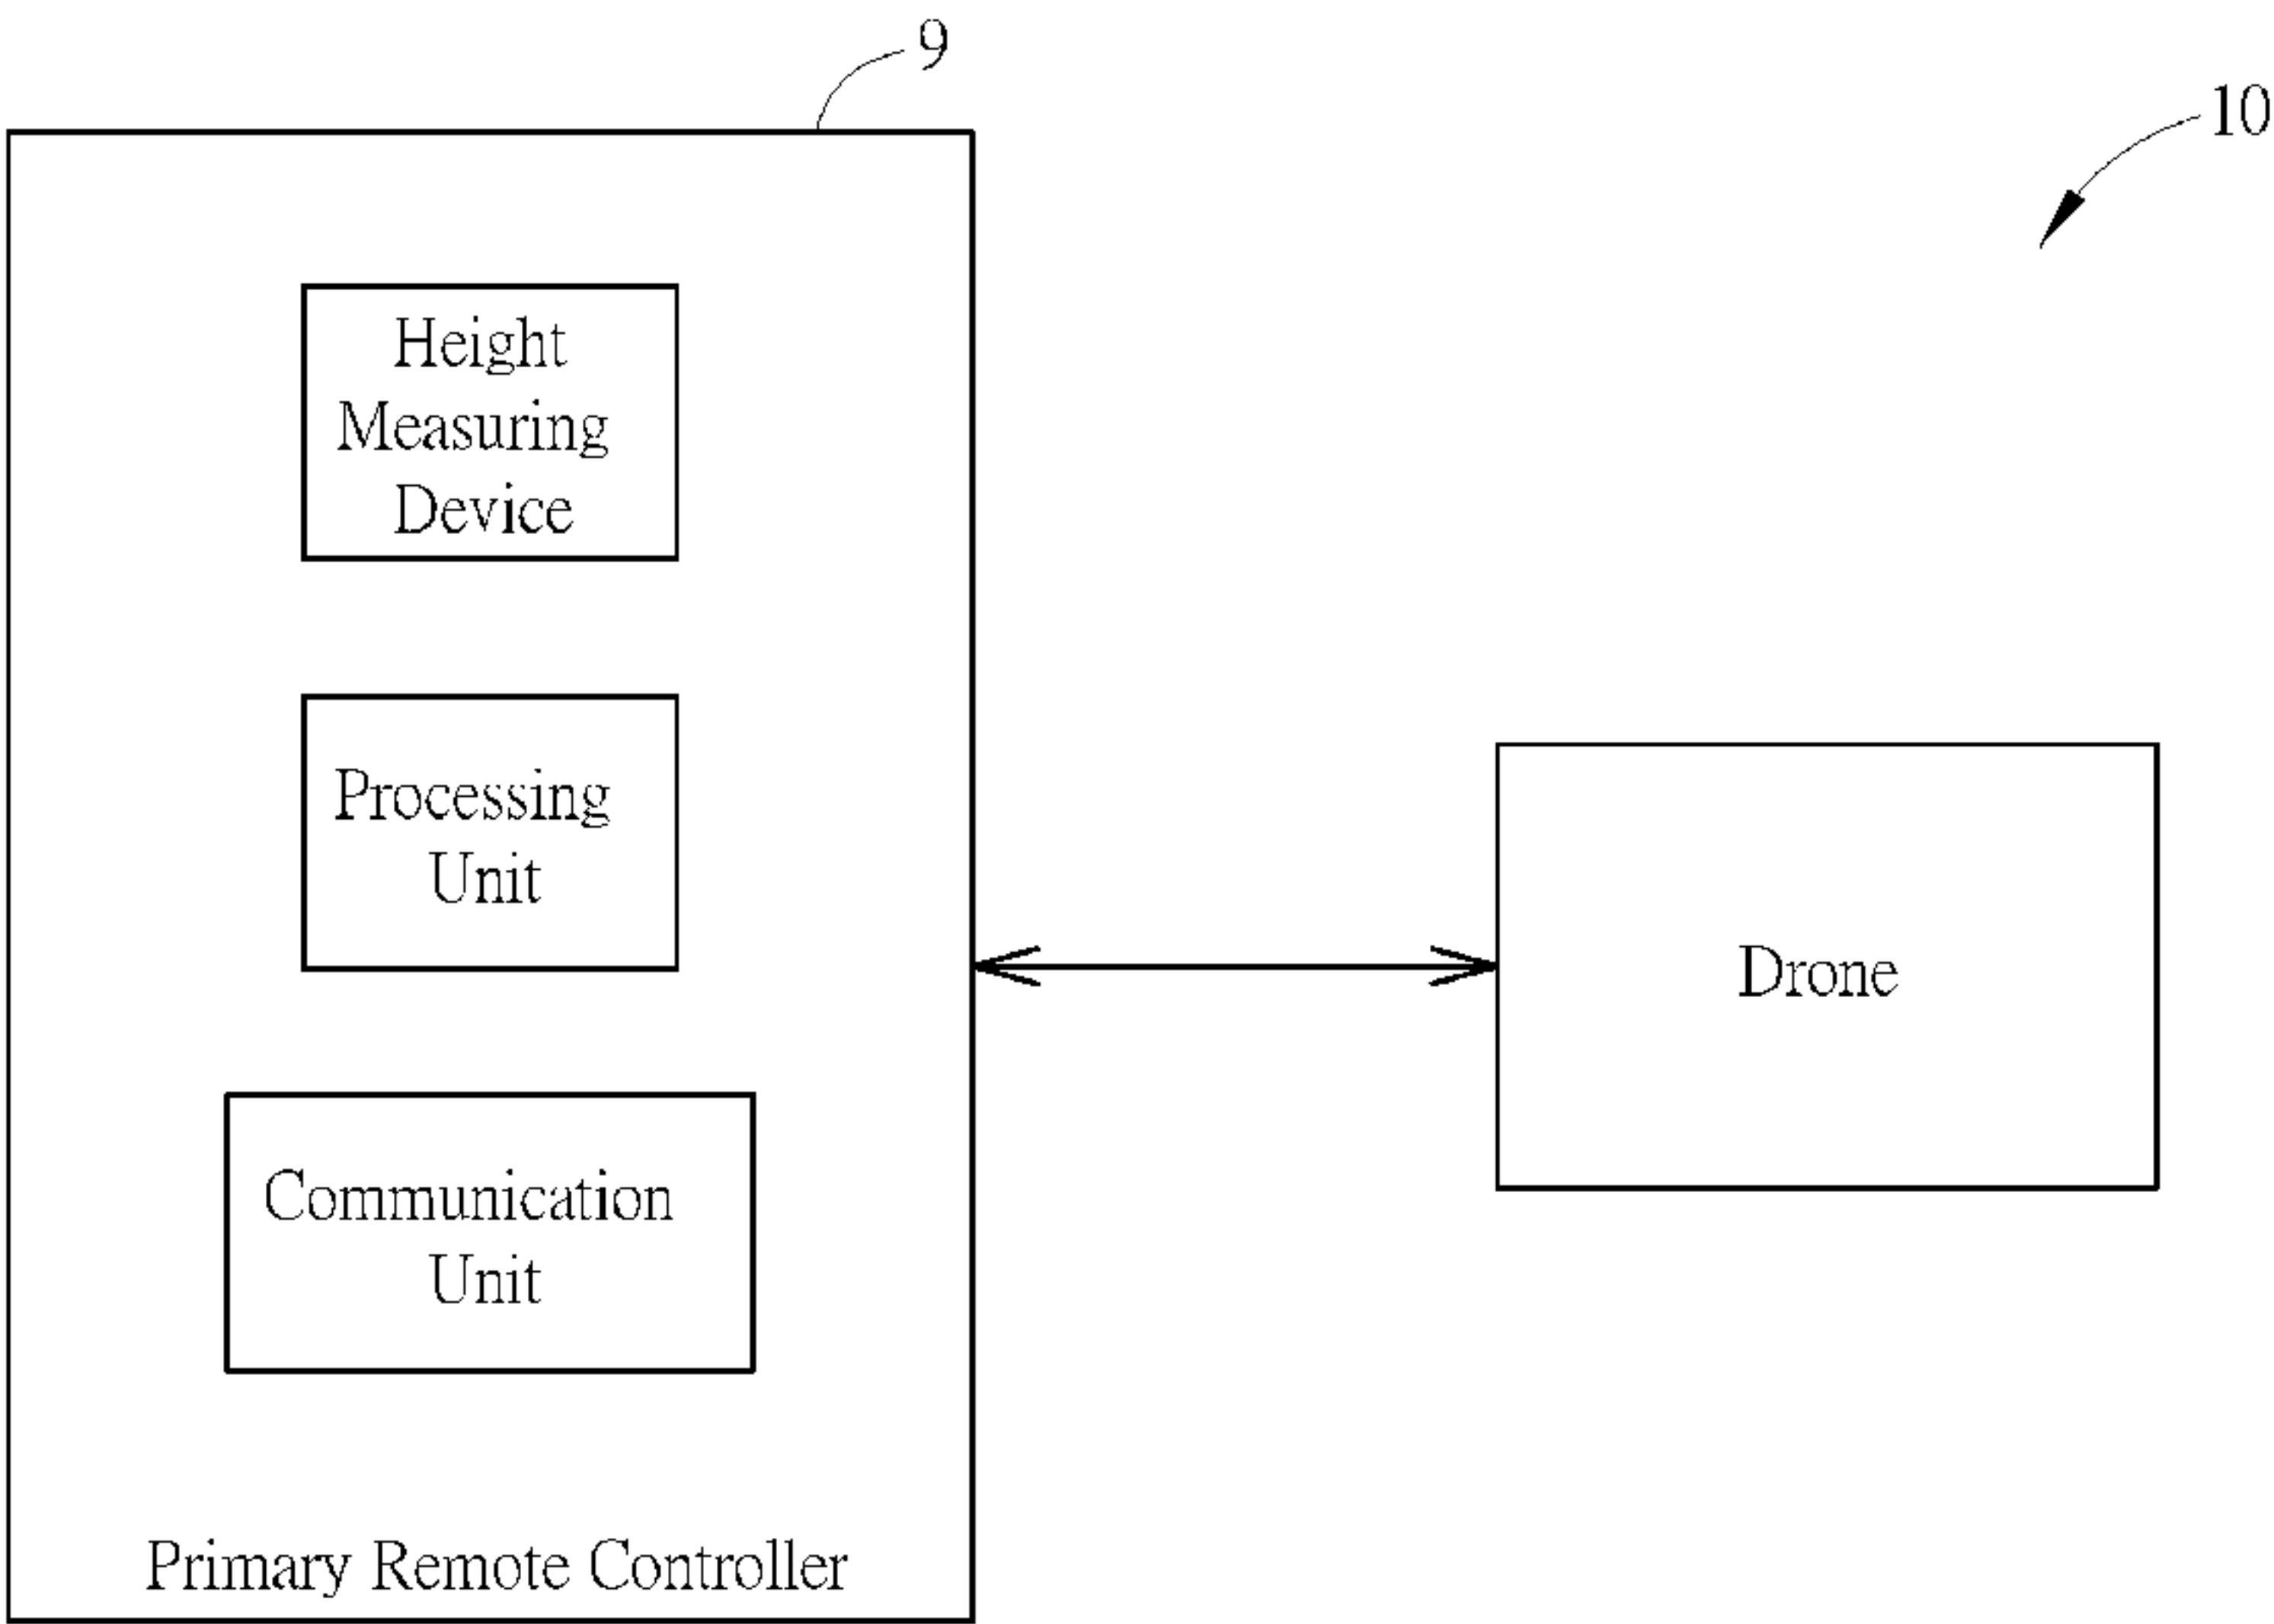 9
10
Height
Measuring
Device
Processing
Unit
Communication
Unit
Primary Remote Controller
Drone